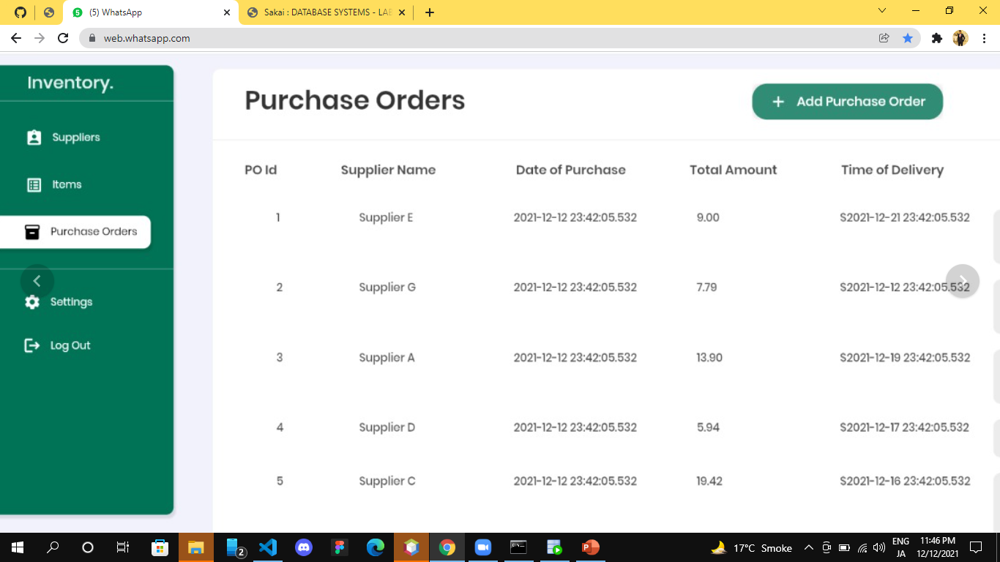 (5) WhatsApp
Sakai : DATABASE SYSTEMS - LAB
web.whatsapp.com
Inventory.
Suppliers
Items
Purchase Orders
Settings
Log Out
Purchase Orders
+ Add Purchase Order
PO Id Supplier Name Date of Purchase Total Amount Time of Delivery
1 Supplier E 2021-12-12 23:42:05.532 9.00 S2021-12-21 23:42:05.532
2 Supplier G 2021-12-12 23:42:05.532 7.79 S2021-12-12 23:42:05.532
3 Supplier A 2021-12-12 23:42:05.532 13.90 S2021-12-19 23:42:05.532
4 Supplier D 2021-12-12 23:42:05.532 5.94 S2021-12-17 23:42:05.532
5 Supplier C 2021-12-12 23:42:05.532 19.42 S2021-12-16 23:42:05.532
2
17°C Smoke
ENG
JA
11:46 PM
12/12/2021